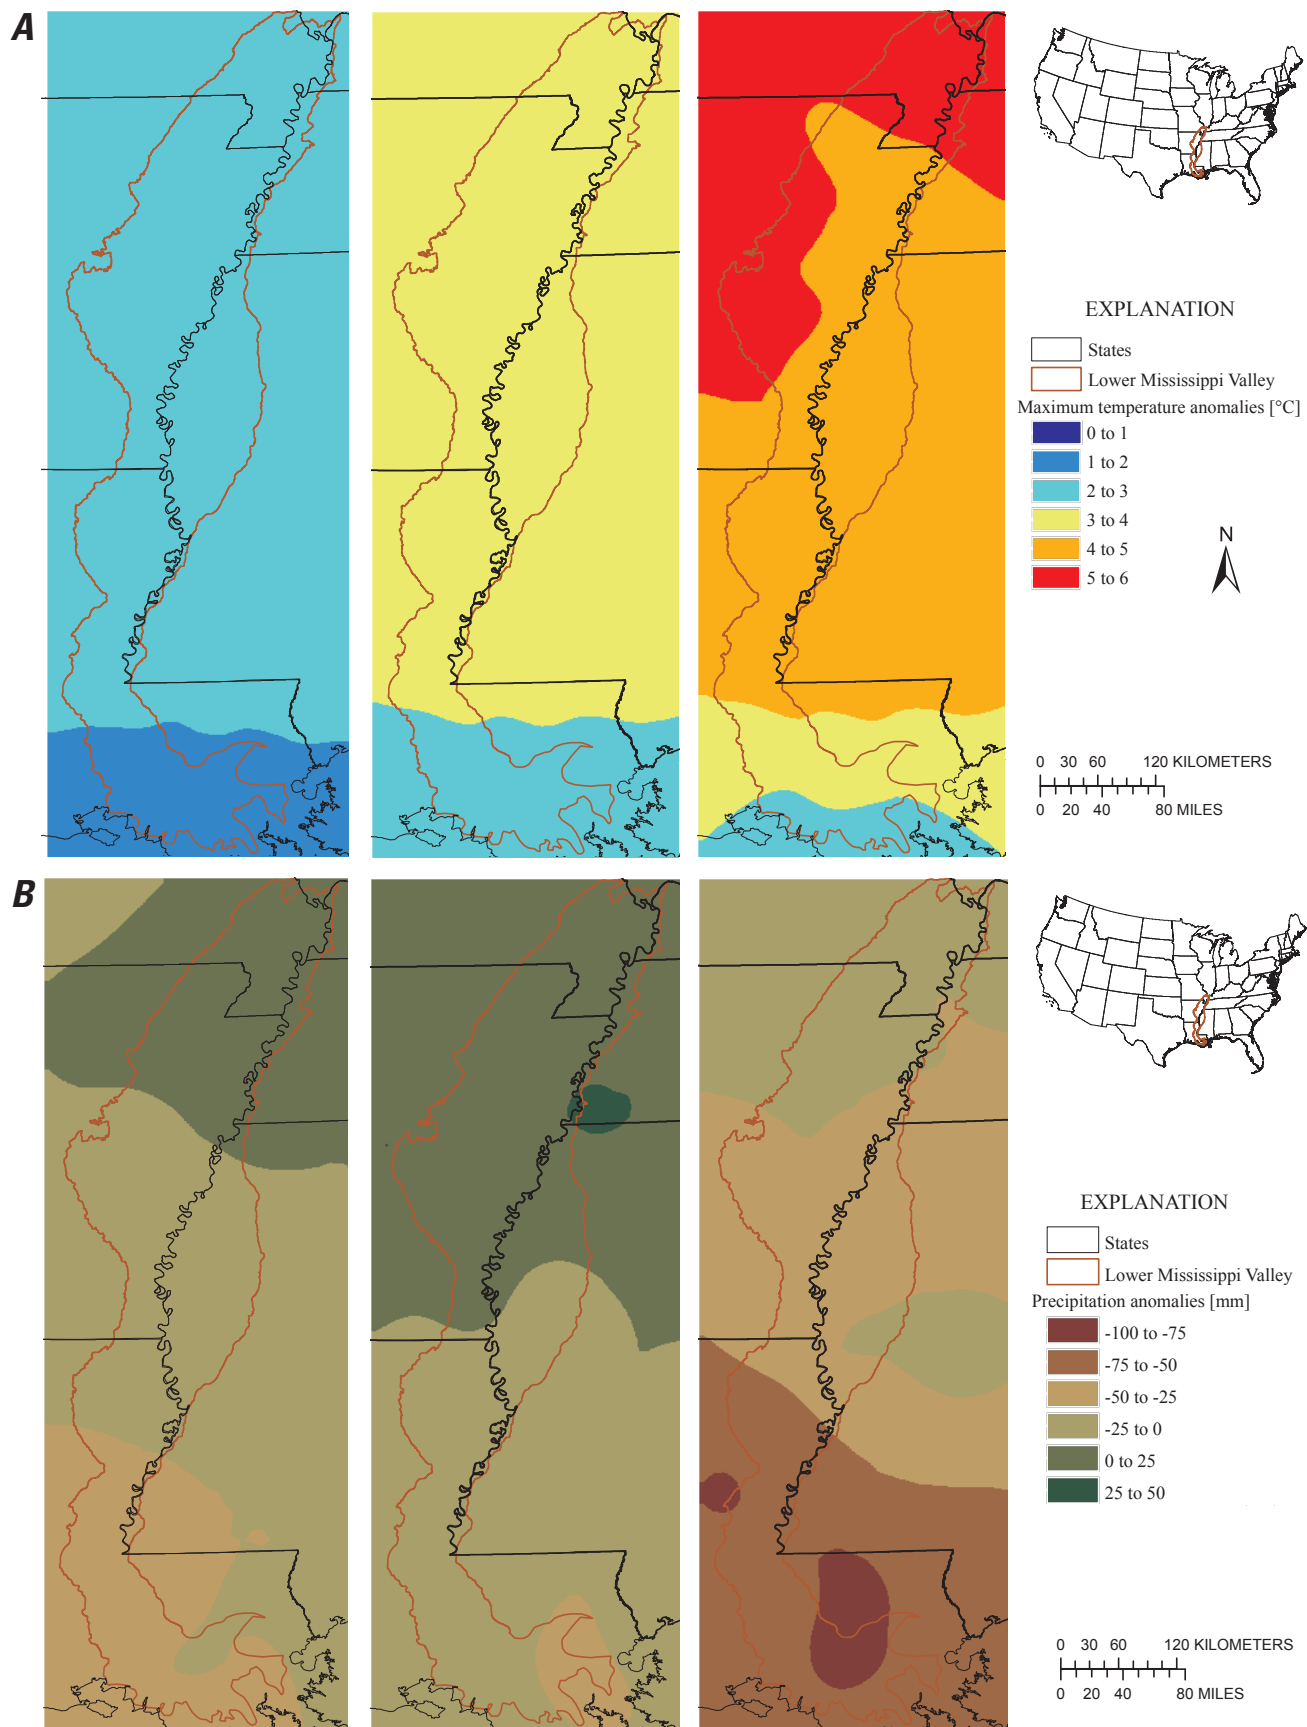 A
EXPLANATION
States
Lower Mississippi Valley
Maximum temperature anomalies [°C]
0 to 1
1 to 2
2 to 3
3 to 4
4 to 5
5 to 6
N
0 30 60 120 KILOMETERS
0 20 40 80 MILES
B
EXPLANATION
States
Lower Mississippi Valley
Precipitation anomalies [mm]
-100 to -75
-75 to -50
-50 to -25
-25 to 0
0 to 25
25 to 50
0 30 60 120 KILOMETERS
0 20 40 80 MILES